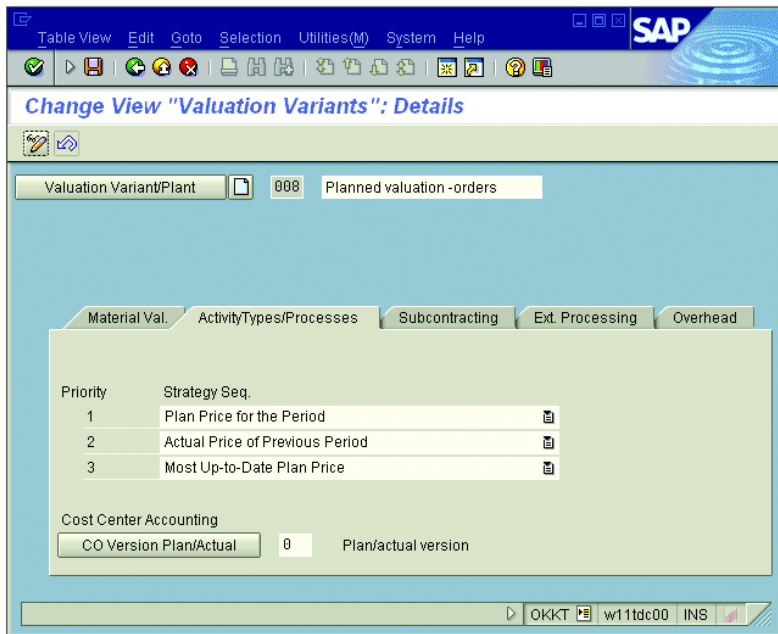 SAP
Table View Edit Goto Selection Utilities(M) System Help
Change View "Valuation Variants": Details
Valuation Variant/Plant 008 Planned valuation -orders
Material Val. ActivityTypes/Processes Subcontracting Ext. Processing Overhead
Priority Strategy Seq.
1 Plan Price for the Period
2 Actual Price of Previous Period
3 Most Up-to-Date Plan Price
Cost Center Accounting
CO Version Plan/Actual 0 Plan/actual version
OKKT w11tdc00 INS